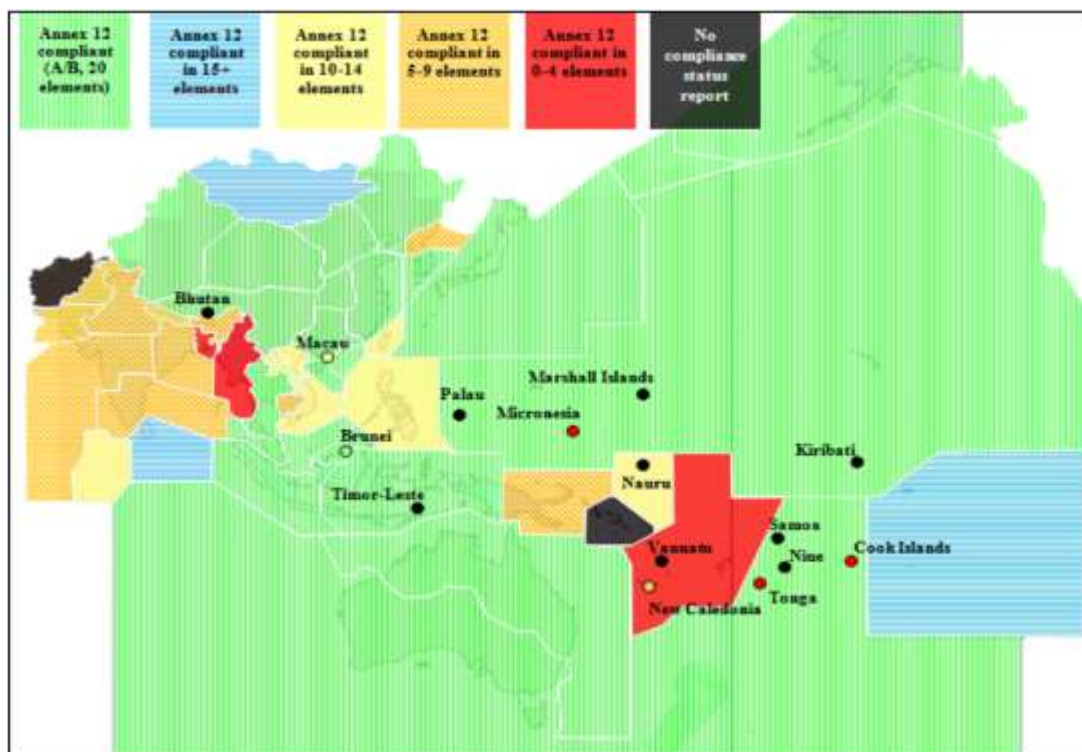 Annex 12
compliant
(A/B, 20
elements)
Annex 12
compliant
in 15+
elements
Annex 12
compliant
in 10-14
elements
Annex 12
compliant in
5-9 elements
Annex 12
compliant in
0-4 elements
No
compliance
status
report
Bhutan
Macau
Marshall Islands
Palau
Micronesia
Brunei
Kiribati
Nauru
Timor-Leste
Samoa
Vanuatu
Niue
Cook Islands
New Caledonia
Tonga